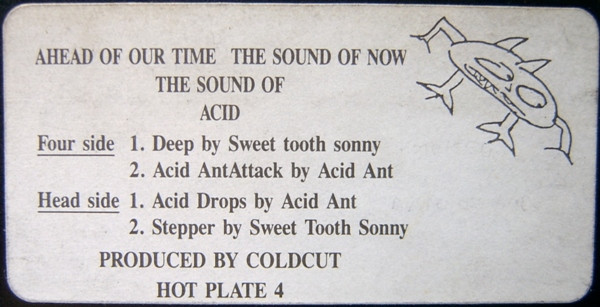 AHEAD OF OUR TIME THE SOUND OF NOW
THE SOUND OF
ACID
Four side 1. Deep by Sweet tooth sonny
2. Acid AntAttack by Acid Ant
Head side 1. Acid Drops by Acid Ant
2. Stepper by Sweet Tooth Sonny
PRODUCED BY COLDCUT
HOT PLATE 4